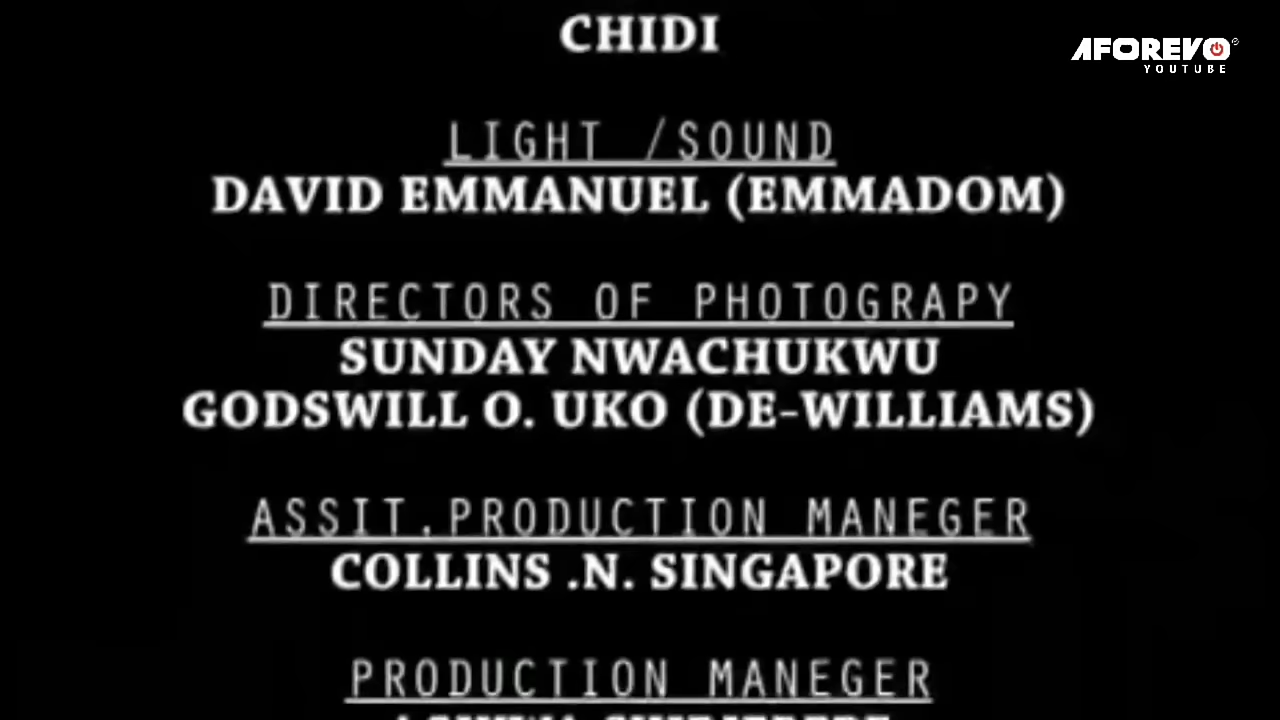 CHIDI
AFOREVO
YOUTUBE
LIGHT /SOUND
DAVID EMMANUEL (EMMADOM)
DIRECTORS OF PHOTOGRAPY
SUNDAY NWACHUKWU
GODSWILL O. UKO (DE-WILLIAMS)
ASSIT.PRODUCTION MANEGER
COLLINS .N. SINGAPORE
PRODUCTION MANEGER